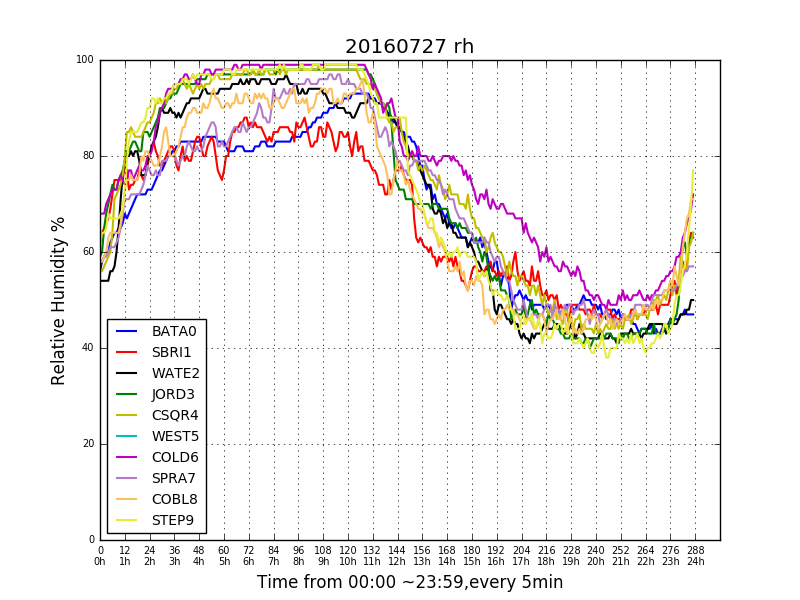 20160727 rh
Relative Humidity %
100
80
60
40
20
0
BATA0
SBRI1
WATE2
JORD3
CSQR4
WEST5
COLD6
SPRA7
COBL8
STEP9
0 12 24 36 48 60 72 84 96 108 120 132 144 156 168 180 192 204 216 228 240 252 264 276 288
0h 1h 2h 3h 4h 5h 6h 7h 8h 9h 10h 11h 12h 13h 14h 15h 16h 17h 18h 19h 20h 21h 22h 23h 24h
Time from 00:00 ~23:59,every 5min